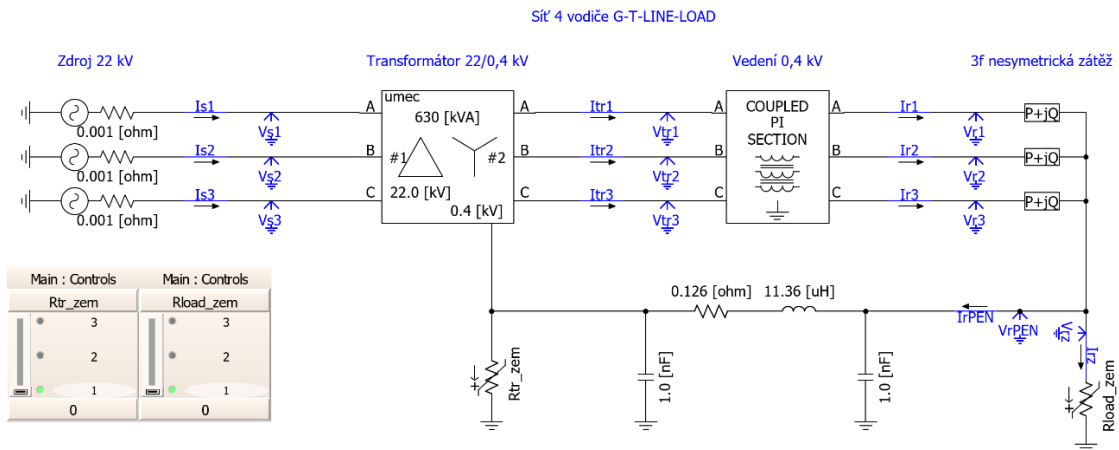 Síť 4 vodiče G-T-LINE-LOAD
Zdroj 22 kV
Transformátor 22/0,4 kV
Vedení 0,4 kV
3f nesymetrická zátěž
0.001 [ohm]
Is1
Vs1
0.001 [ohm]
Is2
Vs2
0.001 [ohm]
Is3
Vs3
A
B
C
umec
630 [kVA]
#1
#2
22.0 [kV]
0.4 [kV]
A
B
C
Itr1
Vtr1
Itr2
Vtr2
Itr3
Vtr3
A
B
C
COUPLED
PI
SECTION
A
B
C
Ir1
Vr1
Ir2
Vr2
Ir3
Vr3
P+jQ
P+jQ
P+jQ
Main : Controls
Rtr_zem
3
2
1
0
Main : Controls
Rload_zem
3
2
1
0
Rtr_zem
1.0 [nF]
0.126 [ohm]
11.36 [uH]
1.0 [nF]
IrPEN
VrPEN
Vrz
Irz
Rload_zem